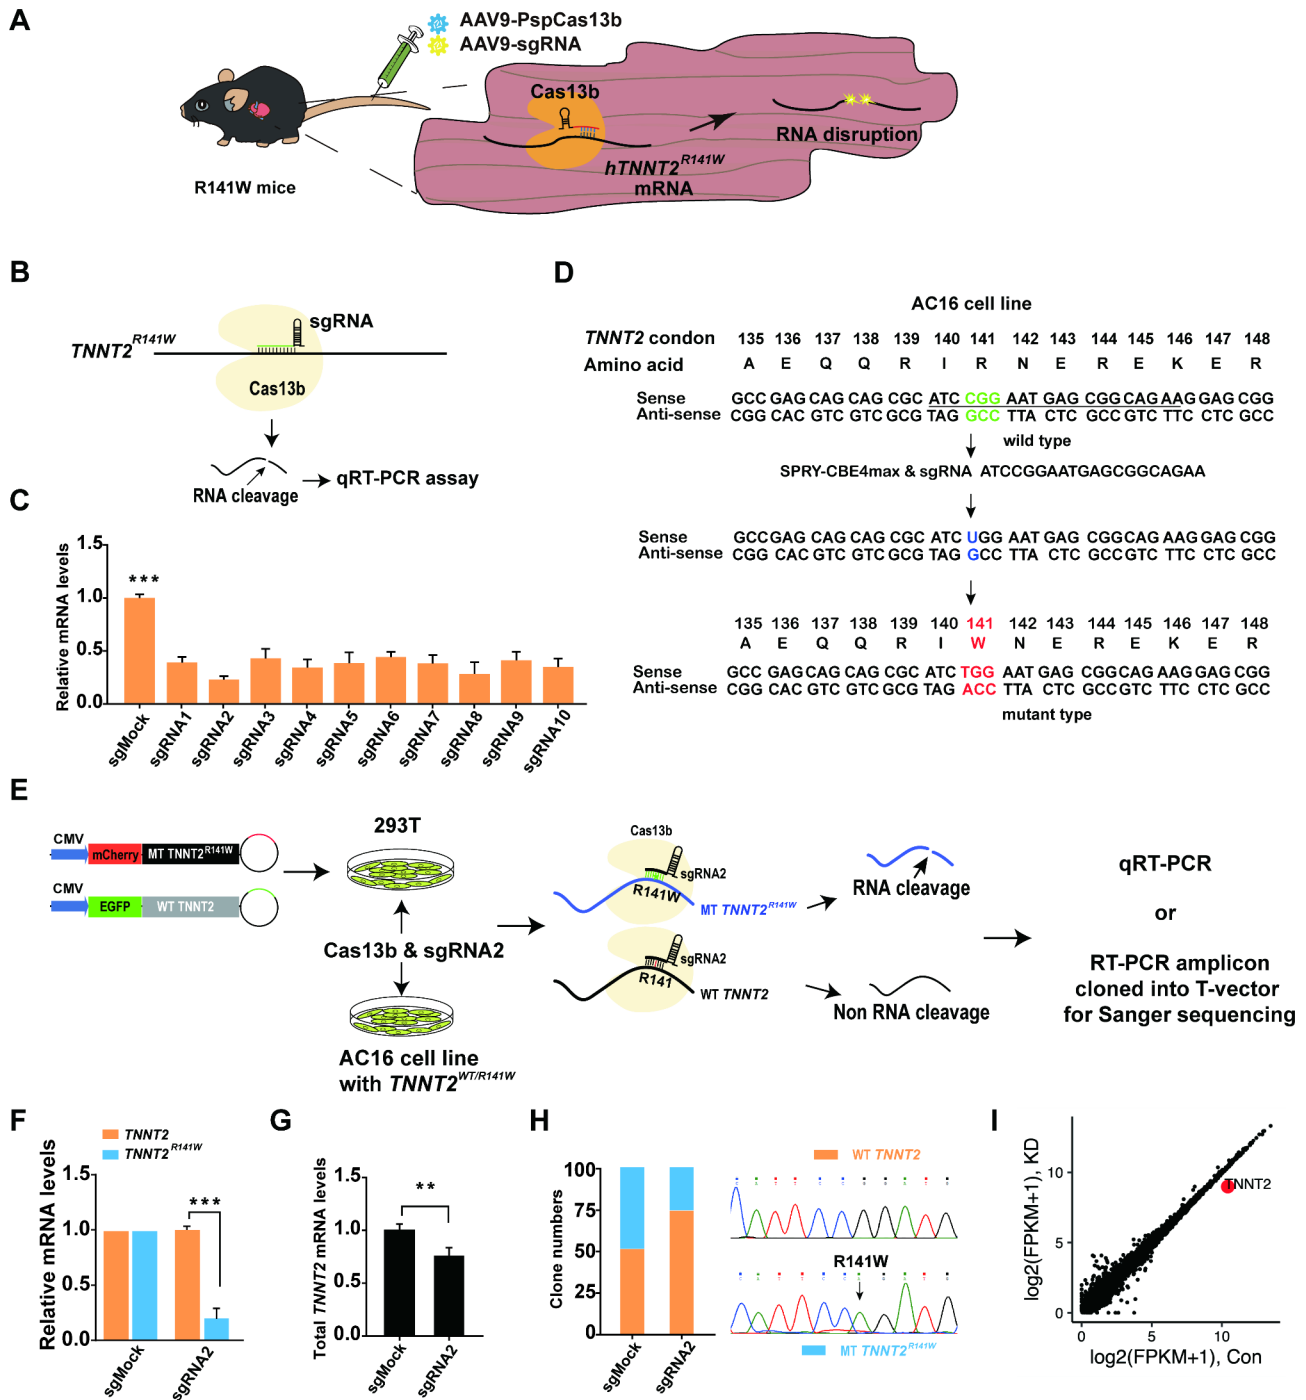 A
AAV9-PspCas13b
AAV9-sgRNA
Cas13b
RNA disruption
hTNNT2 R141W
mRNA
R141W mice
B
sgRNA
TNNT2 R141W
Cas13b
RNA cleavage
qRT-PCR assay
C
Relative mRNA levels
1.5
1.0
0.5
0.0
***
sgMock
sgRNA1
sgRNA2
sgRNA3
sgRNA4
sgRNA5
sgRNA6
sgRNA7
sgRNA8
sgRNA9
sgRNA10
D
AC16 cell line
TNNT2 condon 135 136 137 138 139 140 141 142 143 144 145 146 147 148
Amino acid A E Q Q R I R N E R E K E R
Sense GCC GAG CAG CAG CGC ATC CGG AAT GAG CGG CAG AAG GAG CGG
Anti-sense CGG CAC GTC GTC GCG TAG GCC TTA CTC GCC GTC TTC CTC GCC
wild type
SPRY-CBE4max & sgRNA ATCCGGAATGAGCGGCAGAA
Sense GCC GAG CAG CAG CGC ATC UGG AAT GAG CGG CAG AAG GAG CGG
Anti-sense CGG CAC GTC GTC GCG TAG GCC TTA CTC GCC GTC TTC CTC GCC
135 136 137 138 139 140 141 142 143 144 145 146 147 148
A E Q Q R I W N E R E K E R
Sense GCC GAG CAG CAG CGC ATC TGG AAT GAG CGG CAG AAG GAG CGG
Anti-sense CGG CAC GTC GTC GCG TAG ACC TTA CTC GCC GTC TTC CTC GCC
mutant type
E
CMV
mCherry MT TNNT2 R141W
CMV
EGFP WT TNNT2
293T
Cas13b & sgRNA2
AC16 cell line
with TNNT2 WT/R141W
Cas13b
sgRNA2
R141W
MT TNNT2 R141W
sgRNA2
R141
WT TNNT2
RNA cleavage
Non RNA cleavage
qRT-PCR
or
RT-PCR amplicon
cloned into T-vector
for Sanger sequencing
F
TNNT2
TNNT2 R141W
Relative mRNA levels
1.5
1.0
0.5
0.0
***
sgMock
sgRNA2
G
Total TNNT2 mRNA levels
1.5
1.0
0.5
0.0
**
sgMock
sgRNA2
H
Clone numbers
100
75
50
25
0
sgMock
sgRNA2
WT TNNT2
R141W
MT TNNT2 R141W
I
log2(FPKM+1), KD
10
5
0
TNNT2
0 5 10
log2(FPKM+1), Con